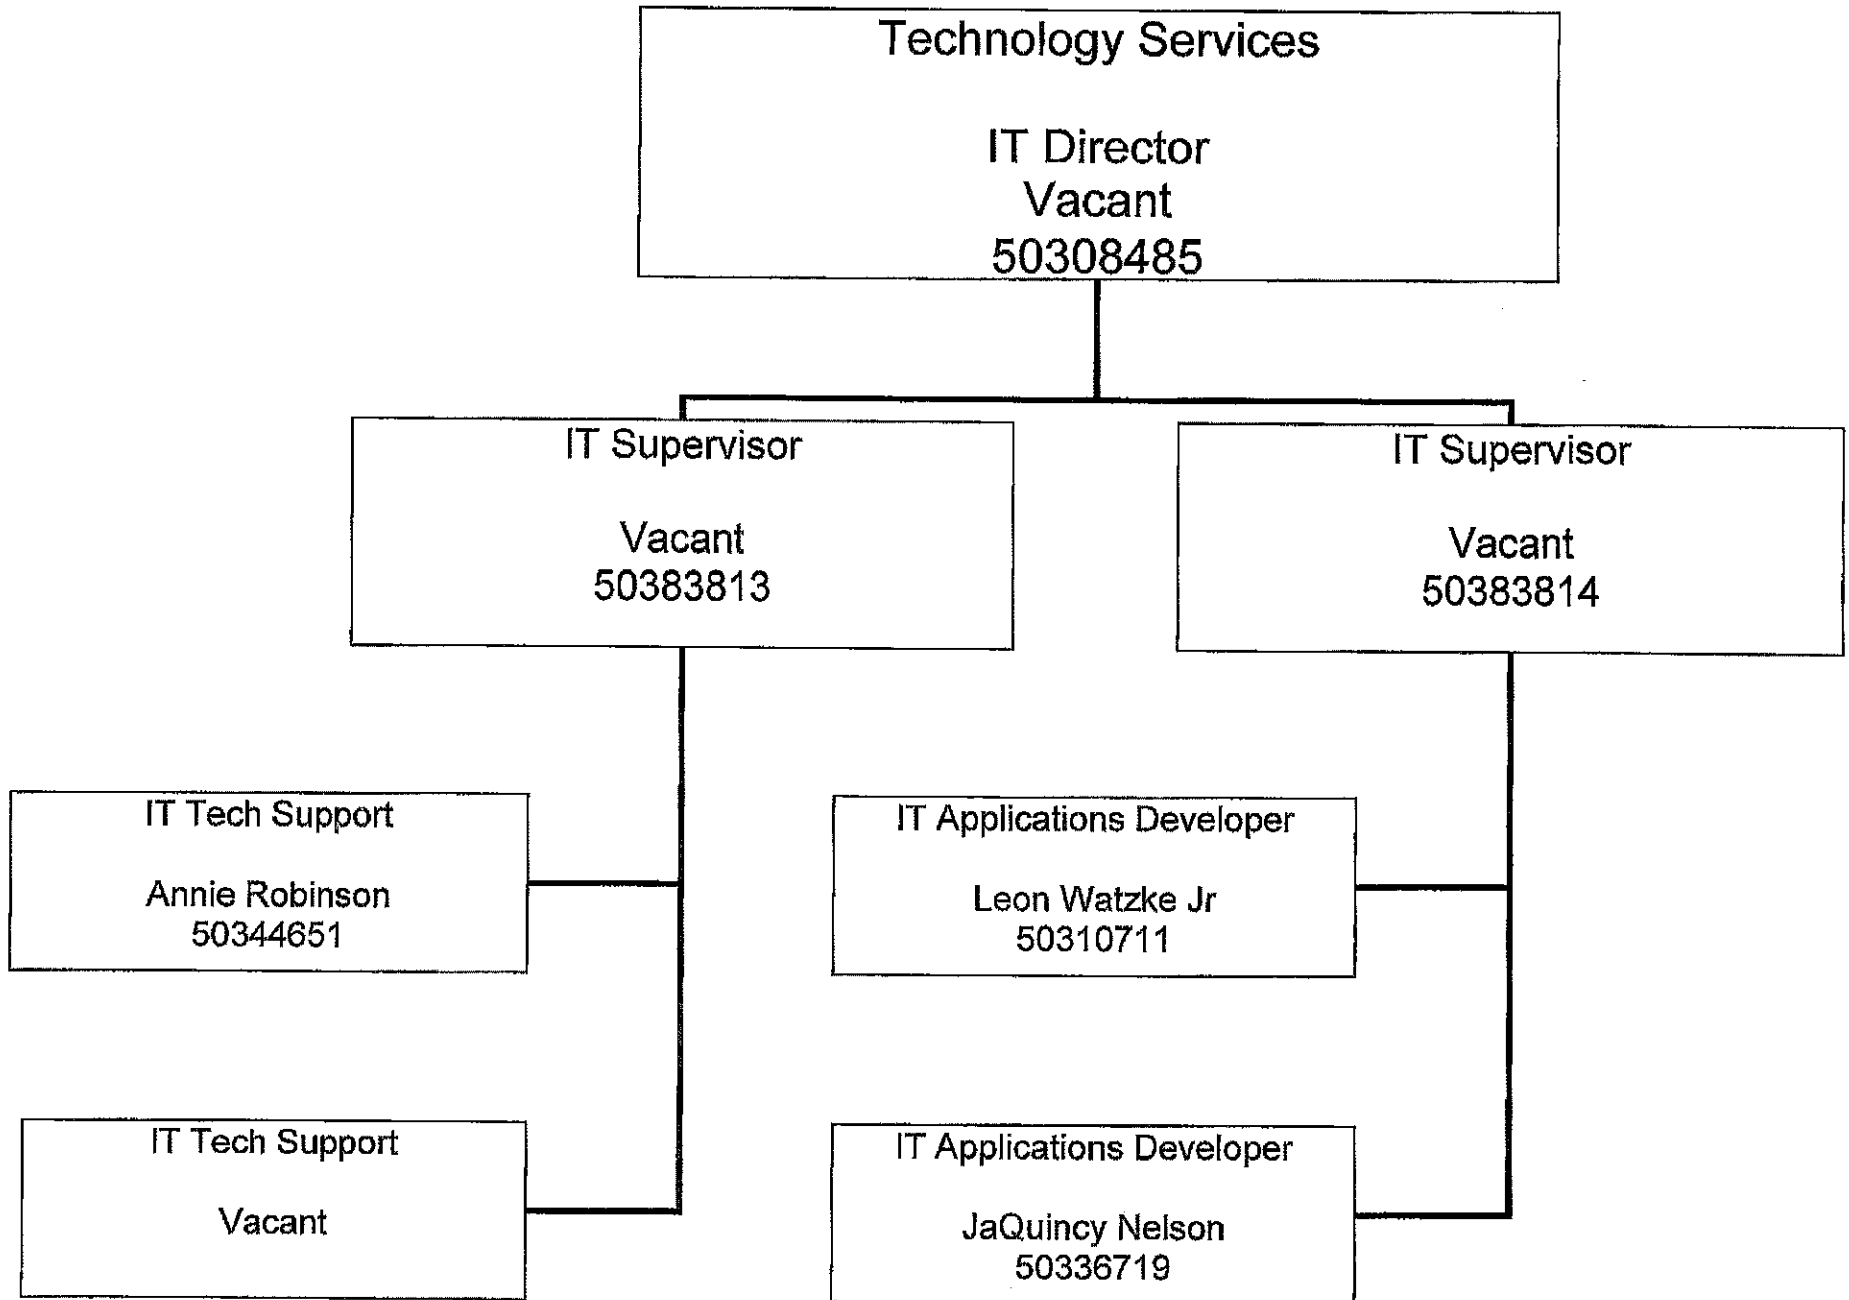 Technology Services
IT Director
Vacant
50308485
IT Supervisor
Vacant
50383813
IT Supervisor
Vacant
50383814
IT Tech Support
Annie Robinson
50344651
IT Applications Developer
Leon Watzke Jr
50310711
IT Tech Support
Vacant
IT Applications Developer
JaQuincy Nelson
50336719